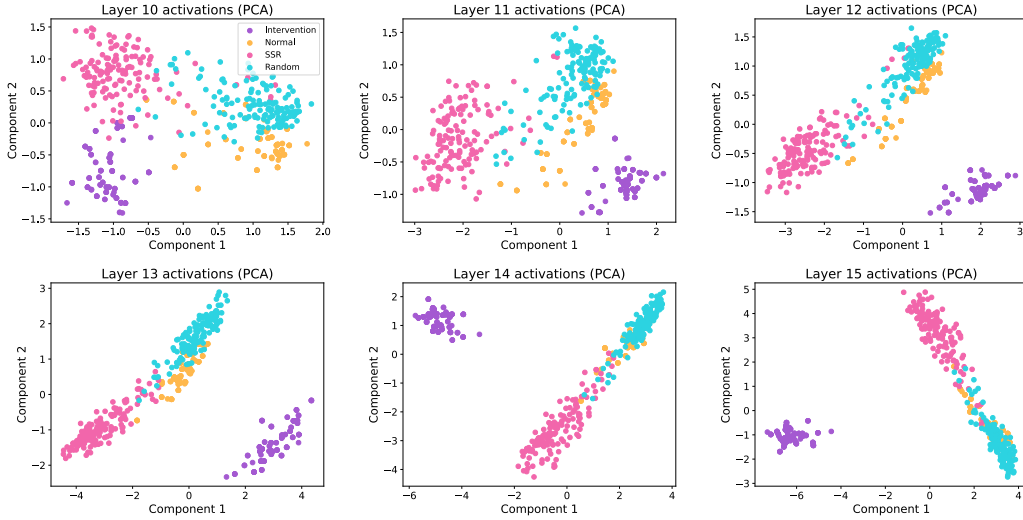 Layer 10 activations (PCA)
Component 2
1.5
1.0
0.5
0.0
−0.5
−1.0
−1.5
Intervention
Normal
SSR
Random
−1.5 −1.0 −0.5 0.0 0.5 1.0 1.5 2.0
Component 1
Layer 11 activations (PCA)
Component 2
1.5
1.0
0.5
0.0
−0.5
−1.0
−3 −2 −1 0 1 2
Component 1
Layer 12 activations (PCA)
Component 2
1.5
1.0
0.5
0.0
−0.5
−1.0
−1.5
−3 −2 −1 0 1 2 3
Component 1
Layer 13 activations (PCA)
Component 2
3
2
1
0
−1
−2
−4 −2 0 2 4
Component 1
Layer 14 activations (PCA)
Component 2
2
1
0
−1
−2
−3
−4
−6 −4 −2 0 2 4
Component 1
Layer 15 activations (PCA)
Component 2
5
4
3
2
1
0
−1
−2
−3
−6 −4 −2 0 2 4
Component 1